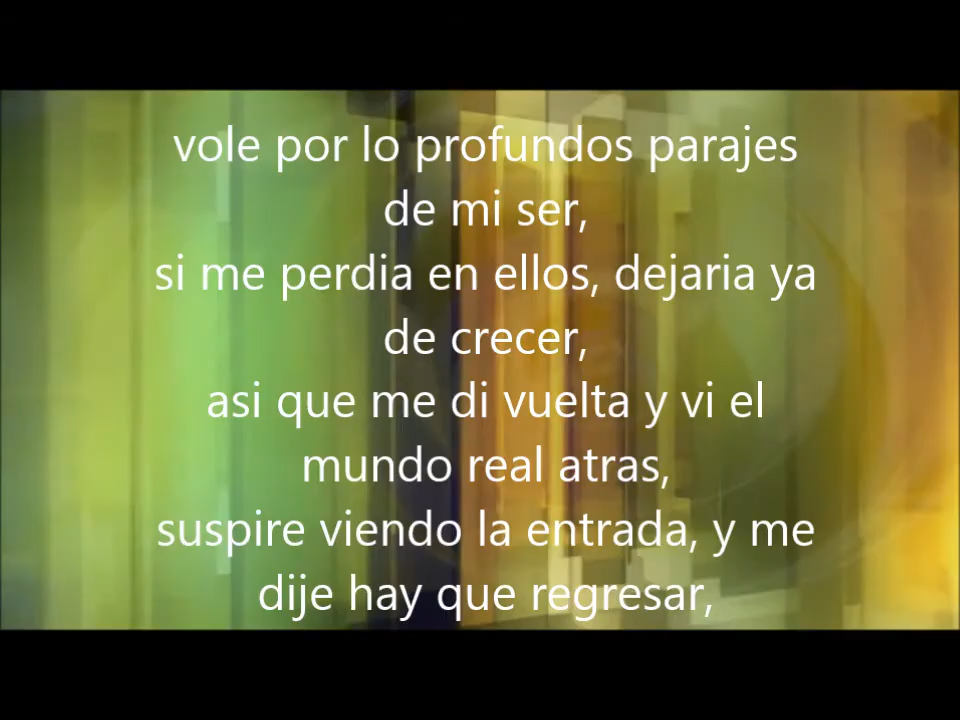 vole por lo profundos parajes
de mi ser,
si me perdia en ellos, dejaria ya
de crecer,
asi que me di vuelta y vi el
mundo real atras,
suspire viendo la entrada, y me
dije hay que regresar,